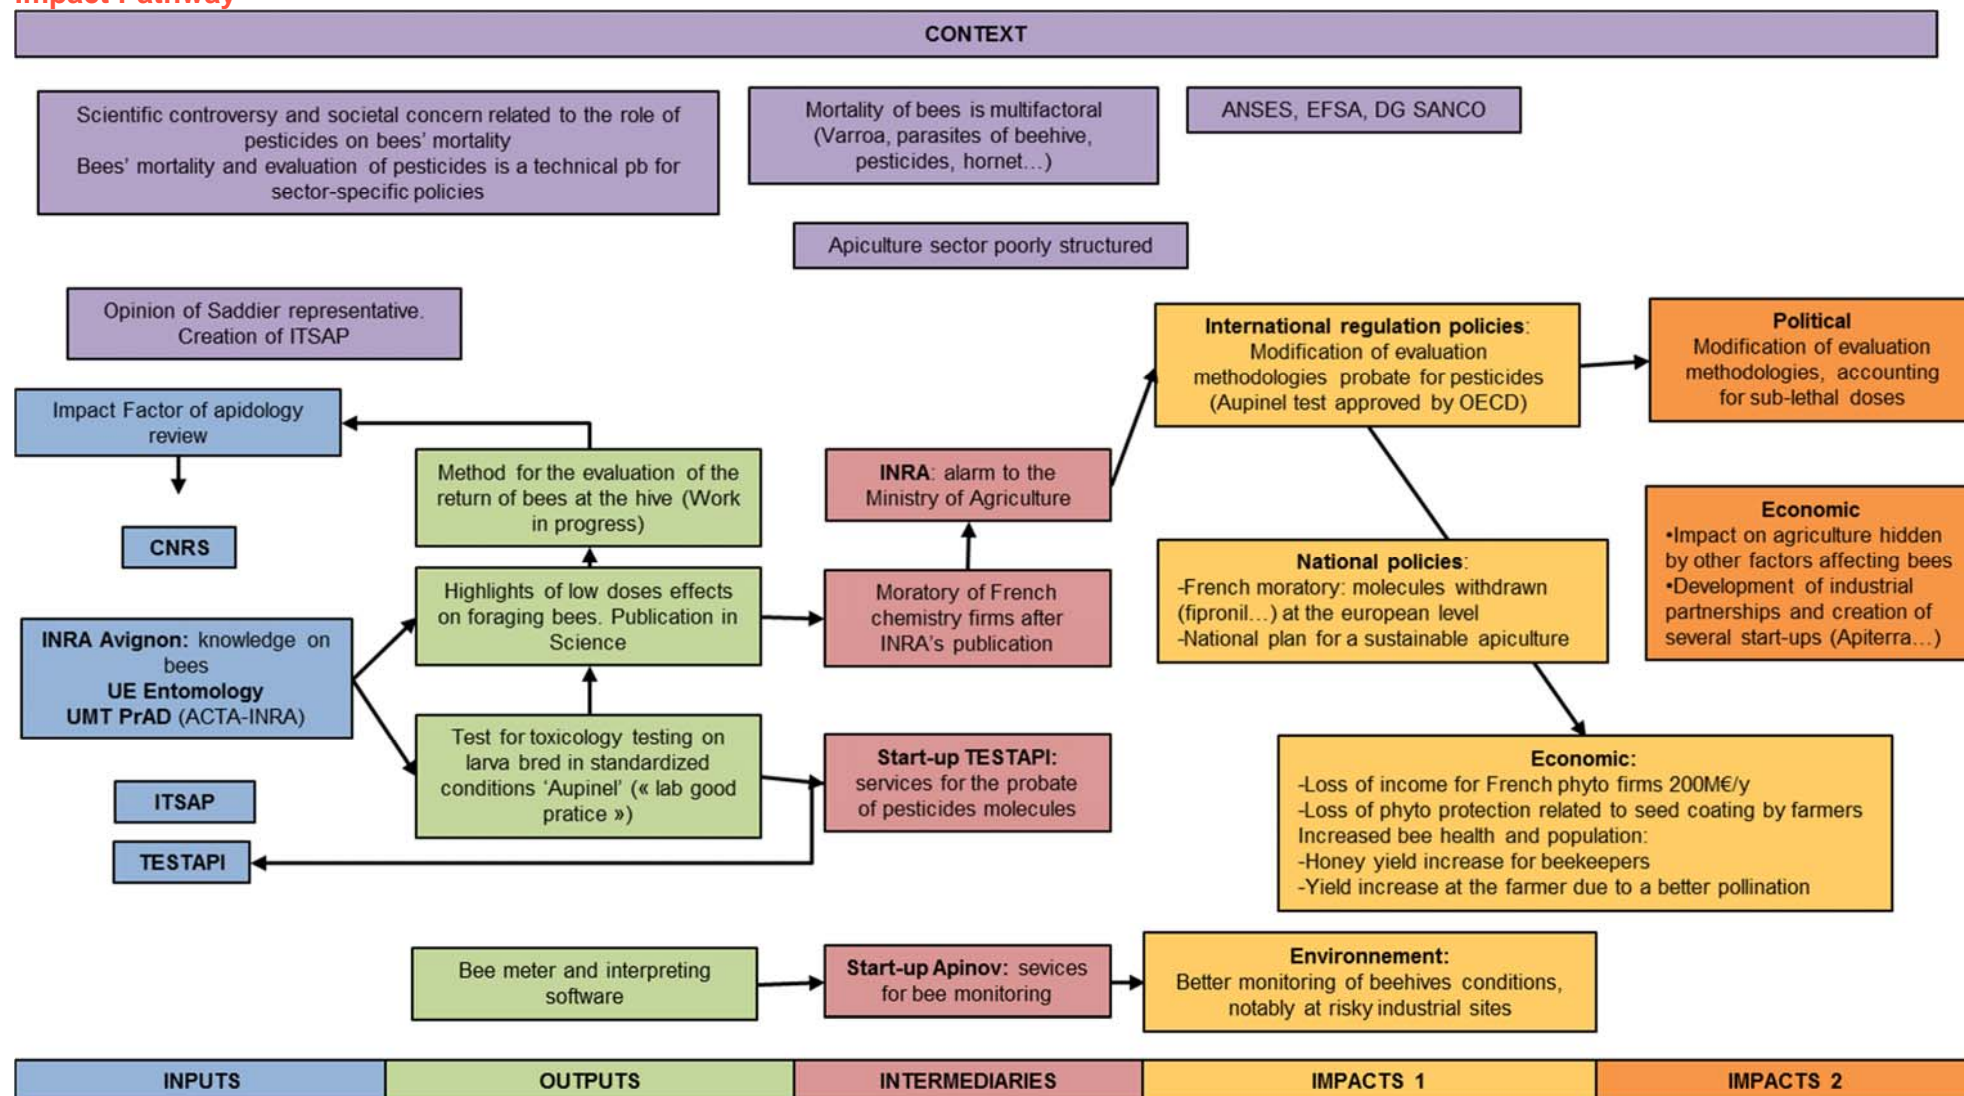 Impact Pathway
CONTEXT
Scientific controversy and societal concern related to the role of
pesticides on bees' mortality
Bees' mortality and evaluation of pesticides is a technical pb for
sector-specific policies
Mortality of bees is multifactoral
(Varroa, parasites of beehive,
pesticides, hornet…)
ANSES, EFSA, DG SANCO
Apiculture sector poorly structured
Opinion of Saddier representative.
Creation of ITSAP
Impact Factor of apidology
review
CNRS
INRA Avignon: knowledge on
bees
UE Entomology
UMT PrAD (ACTA-INRA)
ITSAP
TESTAPI
Method for the evaluation of the
return of bees at the hive (Work
in progress)
Highlights of low doses effects
on foraging bees. Publication in
Science
Test for toxicology testing on
larva bred in standardized
conditions 'Aupinel' (« lab good
pratice »)
Bee meter and interpreting
software
INRA: alarm to the
Ministry of Agriculture
Moratory of French
chemistry firms after
INRA's publication
Start-up TESTAPI:
services for the probate
of pesticides molecules
Start-up Apinov: sevices
for bee monitoring
International regulation policies:
Modification of evaluation
methodologies probate for pesticides
(Aupinel test approved by OECD)
National policies:
-French moratory: molecules withdrawn
(fipronil…) at the european level
-National plan for a sustainable apiculture
Economic:
-Loss of income for French phyto firms 200M€/y
-Loss of phyto protection related to seed coating by farmers
Increased bee health and population:
-Honey yield increase for beekeepers
-Yield increase at the farmer due to a better pollination
Environnement:
Better monitoring of beehives conditions,
notably at risky industrial sites
Political
Modification of evaluation
methodologies, accounting
for sub-lethal doses
Economic
•Impact on agriculture hidden
by other factors affecting bees
•Development of industrial
partnerships and creation of
several start-ups (Apiterra…)
INPUTS
OUTPUTS
INTERMEDIARIES
IMPACTS 1
IMPACTS 2